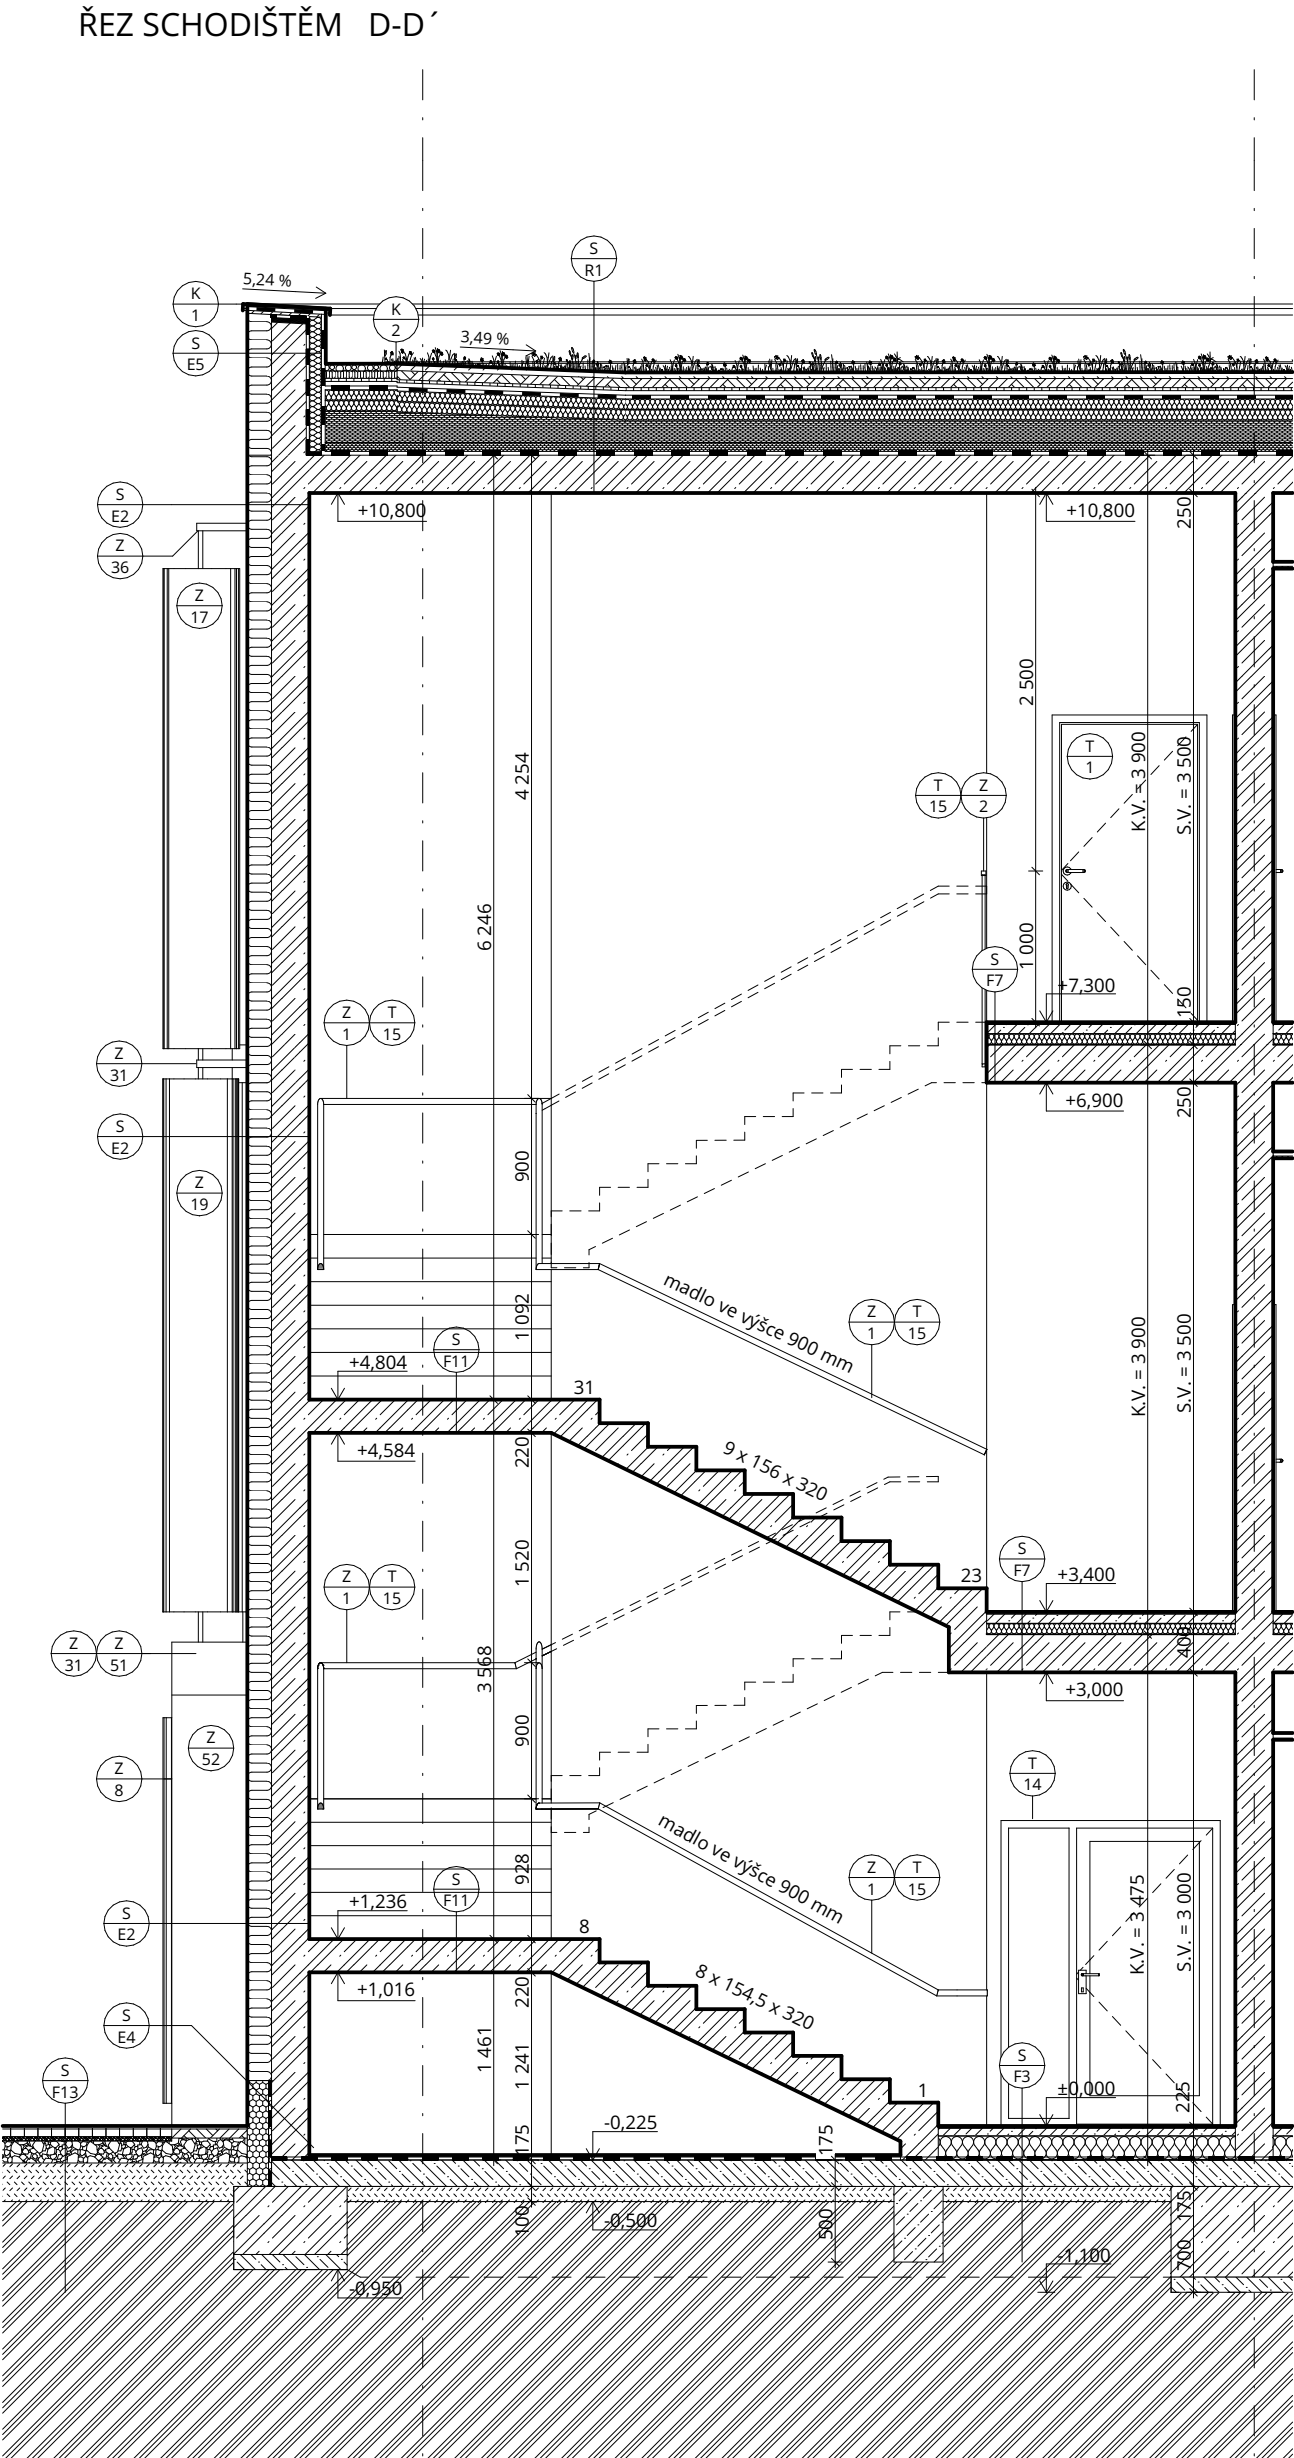 ŘEZ SCHODIŠTĚM D-D´
S
R1
5,24 %
K
1
K
2
3,49 %
S
E5
S
E2
+10,800
+10,800
250
Z
36
Z
17
2 500
4 254
K.V. = 3 900
S.V. = 3 500
T
1
T
15
Z
2
6 246
1 000
S
F7
+7,300
150
Z
1
T
15
Z
31
+6,900
250
S
E2
900
Z
19
madlo ve výšce 900 mm
1 092
Z
1
T
15
K.V. = 3 900
S.V. = 3 500
S
F11
+4,804
31
+4,584
220
9 x 156 x 320
1 520
S
F7
+3,400
23
Z
1
T
15
Z
31
Z
51
3 568
400
+3,000
900
Z
52
Z
8
T
14
madlo ve výšce 900 mm
928
Z
1
T
15
K.V. = 3 475
S.V. = 3 000
S
F11
+1,236
8
S
E2
+1,016
220
8 x 154,5 x 320
S
E4
1 461
1 241
S
F3
S
F13
1
±0,000
225
-0,225
175
175
100
-0,500
500
175
-1,100
700
-0,950